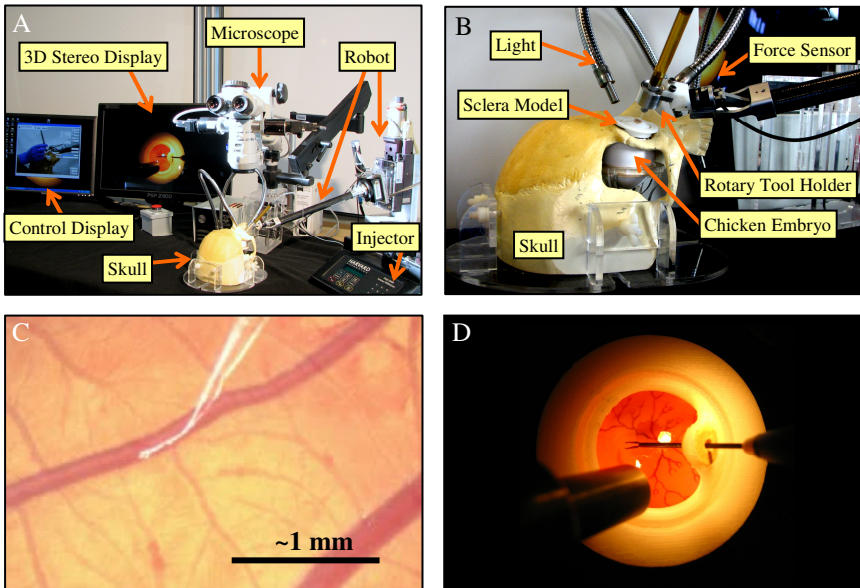 A
Microscope
3D Stereo Display
Robot
Control Display
Skull
Injector
HARVARD
B
Light
Force Sensor
Sclera Model
Rotary Tool Holder
Chicken Embryo
Skull
C
~1 mm
D